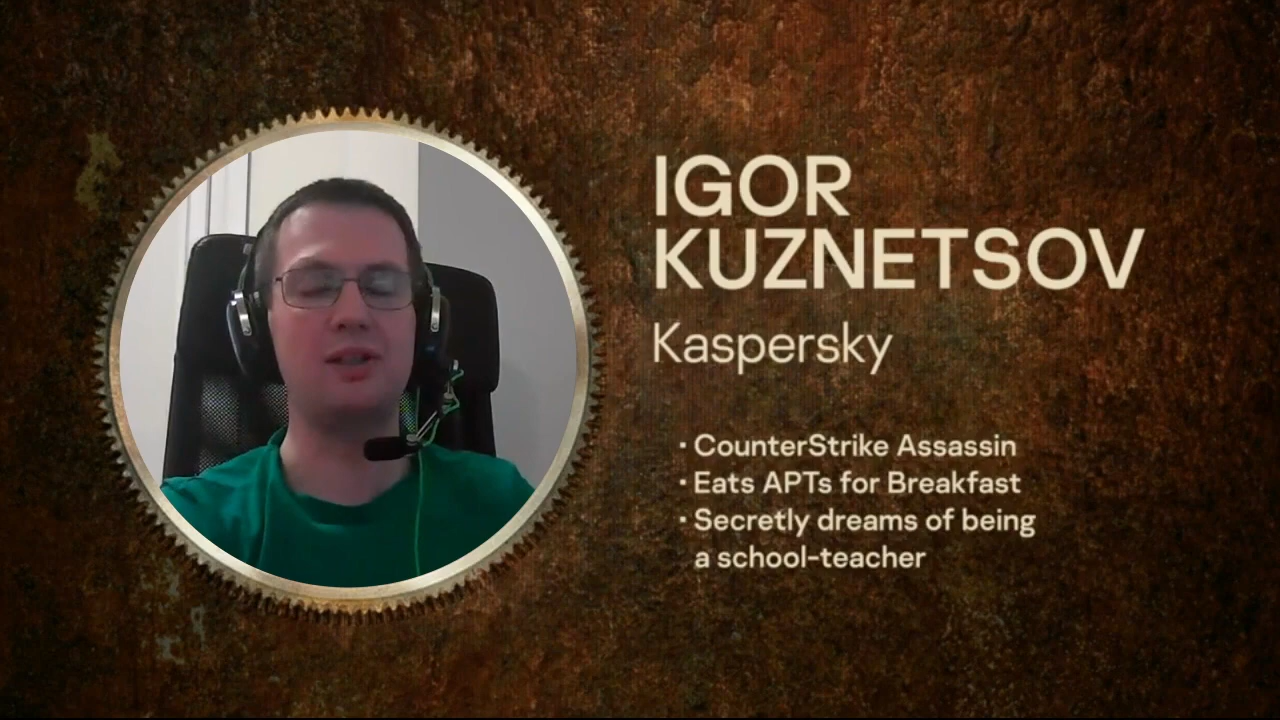 IGOR
KUZNETSOV
Kaspersky
· CounterStrike Assassin
· Eats APTs for Breakfast
· Secretly dreams of being
a school-teacher